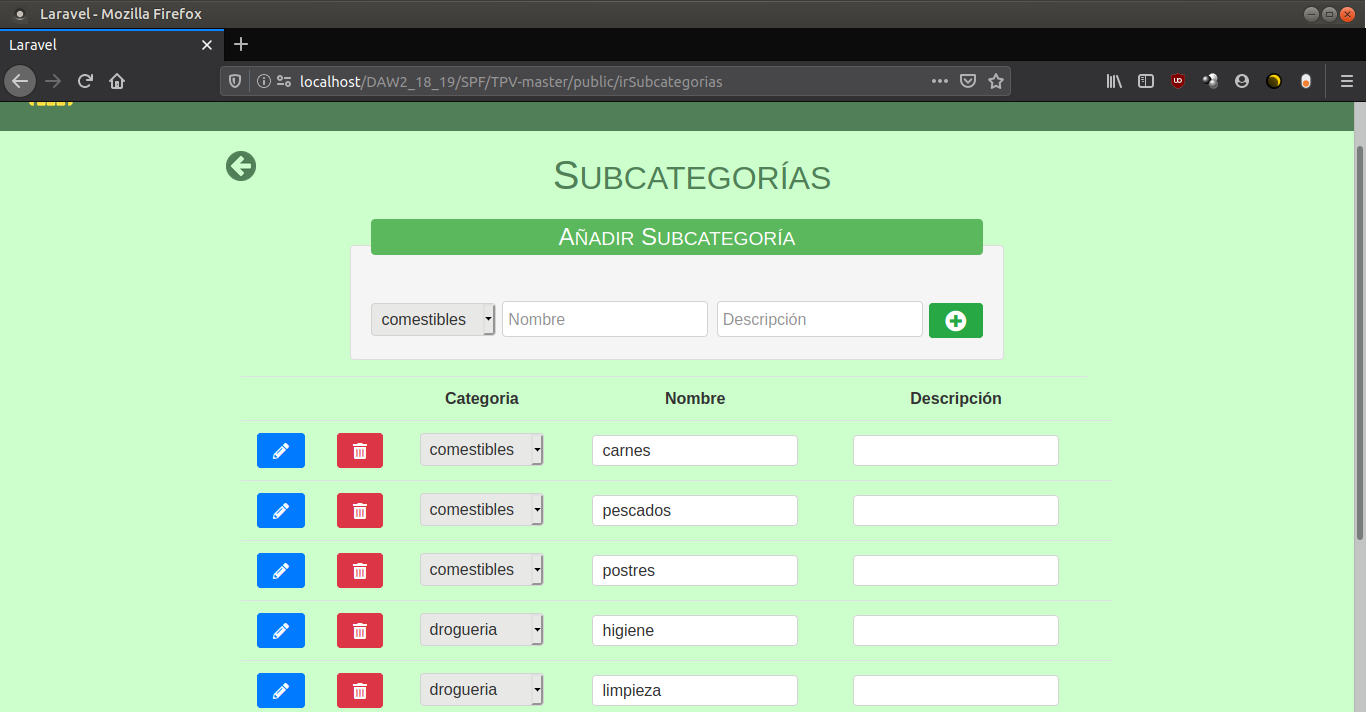 Laravel - Mozilla Firefox
Laravel
localhost/DAW2_18_19/SPF/TPV-master/public/irSubcategorias
Subcategorías
Añadir Subcategoría
comestibles Nombre Descripción
Categoria Nombre Descripción
comestibles carnes
comestibles pescados
comestibles postres
drogueria higiene
drogueria limpieza